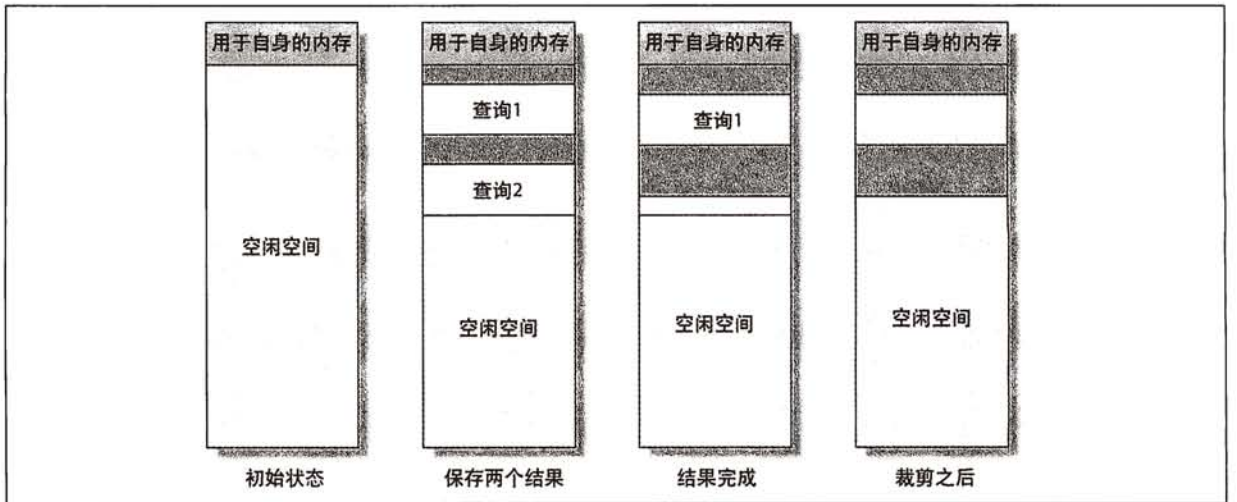 用于自身的内存
空闲空间
初始状态
用于自身的内存
查询1
查询2
空闲空间
保存两个结果
用于自身的内存
查询1
空闲空间
结果完成
用于自身的内存
空闲空间
裁剪之后